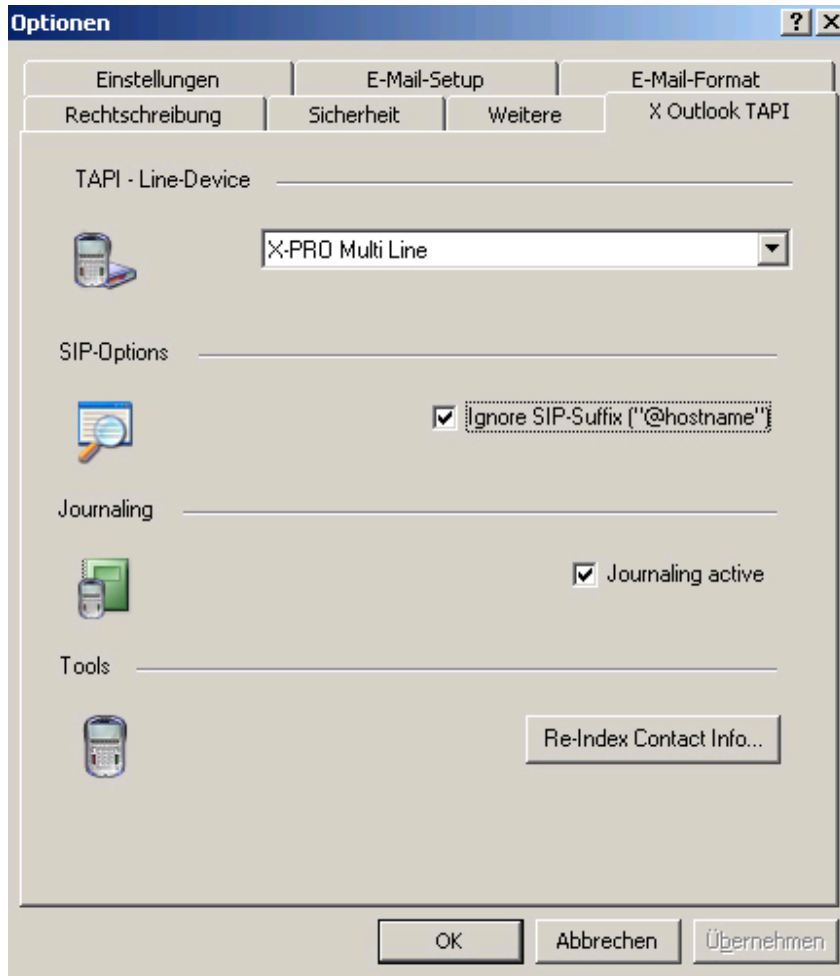 Optionen
Einstellungen E-Mail-Setup E-Mail-Format
Rechtschreibung Sicherheit Weitere X Outlook TAPI
TAPI - Line-Device
X-PRO Multi Line
SIP-Options
Ignore SIP-Suffix ("@hostname")
Journaling
Journaling active
Tools
Re-Index Contact Info...
OK Abbrechen Übernehmen